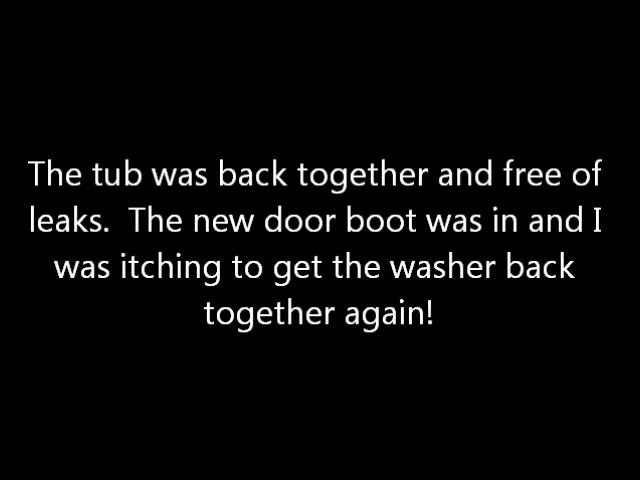 The tub was back together and free of
leaks.  The new door boot was in and I
was itching to get the washer back
together again!